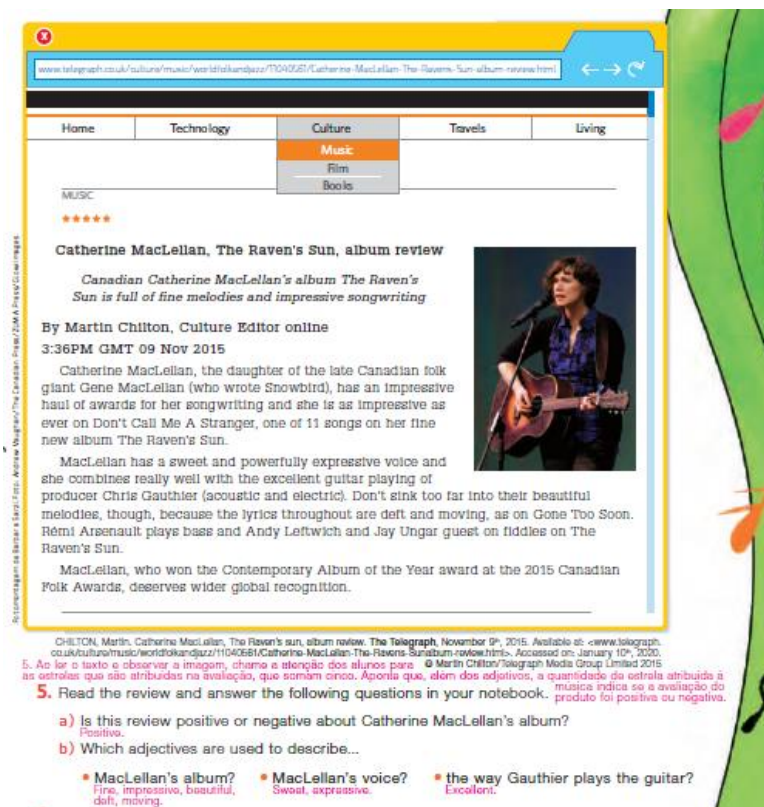 x
www.telegraph.co.uk/culture/music/worldfolkandjazz/11040561/Catherine-MacLellan-The-Ravens-Sun-album-review.html
Home Technology Culture Travels Living
Music
Film
Books
MUSIC
★★★★★
Catherine MacLellan, The Raven's Sun, album review
Canadian Catherine MacLellan's album The Raven's
Sun is full of fine melodies and impressive songwriting
By Martin Chilton, Culture Editor online
3:36PM GMT 09 Nov 2015
Catherine MacLellan, the daughter of the late Canadian folk
giant Gene MacLellan (who wrote Snowbird), has an impressive
haul of awards for her songwriting and she is as impressive as
ever on Don't Call Me A Stranger, one of 11 songs on her fine
new album The Raven's Sun.
MacLellan has a sweet and powerfully expressive voice and
she combines really well with the excellent guitar playing of
producer Chris Gauthier (acoustic and electric). Don't sink too far into their beautiful
melodies, though, because the lyrics throughout are deft and moving, as on Gone Too Soon.
Rémi Arsenault plays bass and Andy Leftwich and Jay Ungar guest on fiddles on The
Raven's Sun.
MacLellan, who won the Contemporary Album of the Year award at the 2015 Canadian
Folk Awards, deserves wider global recognition.
Fotomontagem de Barbara Sarzi Foto: Andrew Vaughan/The Canadian Press/ZUMA Press/Glowimages
CHILTON, Martin. Catherine MacLellan, The Raven's sun, album review. The Telegraph, November 9th, 2015. Available at: <www.telegraph.
co.uk/culture/music/worldfolkandjazz/11040561/Catherine-MacLellan-The-Ravens-Sunalbum-review.html>. Accessed on: January 10th, 2020.
© Martin Chilton/Telegraph Media Group Limited 2015
5. Ao ler o texto e observar a imagem, chame a atenção dos alunos para
as estrelas que são atribuídas na avaliação, que somam cinco. Aponte que, além dos adjetivos, a quantidade de estrela atribuída à
música indica se a avaliação do
produto foi positiva ou negativa.
5. Read the review and answer the following questions in your notebook.
a) Is this review positive or negative about Catherine MacLellan's album?
Positive.
b) Which adjectives are used to describe...
• MacLellan's album? • MacLellan's voice? • the way Gauthier plays the guitar?
Fine, impressive, beautiful, Sweet, expressive. Excellent.
deft, moving.